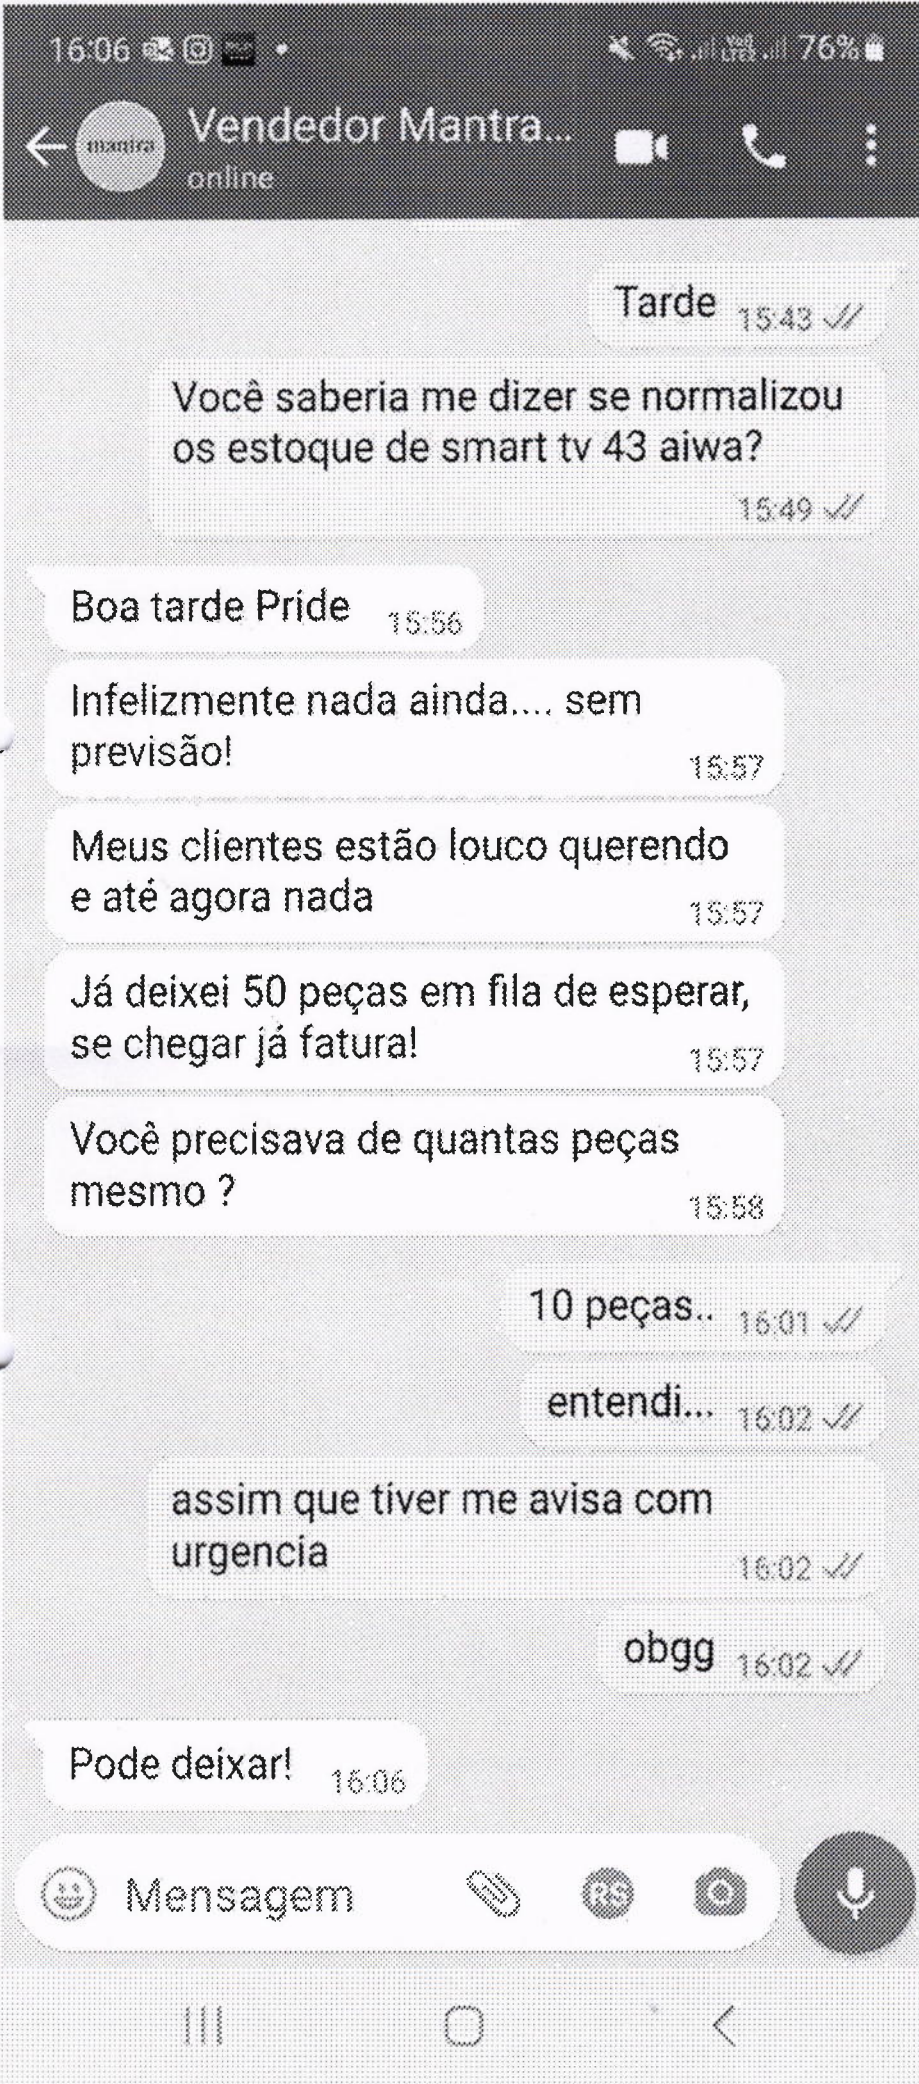 16:06
76%
mantra
Vendedor Mantra...
online
Tarde 15:43
Você saberia me dizer se normalizou
os estoque de smart tv 43 aiwa?
15:49
Boa tarde Pride 15:56
Infelizmente nada ainda.... sem
previsão! 15:57
Meus clientes estão louco querendo
e até agora nada 15:57
Já deixei 50 peças em fila de esperar,
se chegar já fatura! 15:57
Você precisava de quantas peças
mesmo ? 15:58
10 peças.. 16:01
entendi... 16:02
assim que tiver me avisa com
urgencia 16:02
obgg 16:02
Pode deixar! 16:06
Mensagem
R$